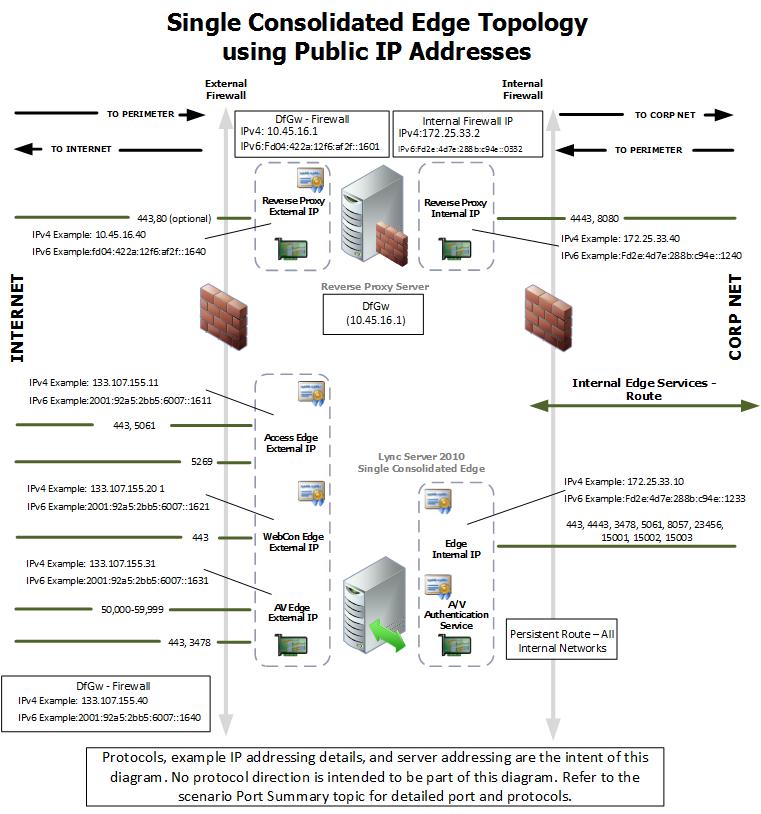 Single Consolidated Edge Topology
using Public IP Addresses
External
Firewall
Internal
Firewall
TO PERIMETER
TO INTERNET
DfGw - Firewall
IPv4: 10.45.16.1
IPv6:Fd04:422a:12f6:af2f::1601
Internal Firewall IP
IPv4:172.25.33.2
IPv6:Fd2e:4d7e:288b:c94e::0332
TO CORP NET
TO PERIMETER
443,80 (optional)
IPv4 Example: 10.45.16.40
IPv6 Example:fd04:422a:12f6:af2f::1640
Reverse Proxy
External IP
Reverse Proxy
Internal IP
4443, 8080
IPv4 Example: 172.25.33.40
IPv6 Example:Fd2e:4d7e:288b:c94e::1240
Reverse Proxy Server
DfGw
(10.45.16.1)
INTERNET
CORP NET
IPv4 Example: 133.107.155.11
IPv6 Example:2001:92a5:2bb5:6007::1611
443, 5061
Access Edge
External IP
5269
Internal Edge Services -
Route
Lync Server 2010
Single Consolidated Edge
IPv4 Example: 133.107.155.20 1
IPv6 Example:2001:92a5:2bb5:6007::1621
443
WebCon Edge
External IP
IPv4 Example: 172.25.33.10
IPv6 Example:Fd2e:4d7e:288b:c94e::1233
443, 4443, 3478, 5061, 8057, 23456,
15001, 15002, 15003
Edge
Internal IP
IPv4 Example: 133.107.155.31
IPv6 Example:2001:92a5:2bb5:6007::1631
50,000-59,999
AV Edge
External IP
443, 3478
A/V
Authentication
Service
Persistent Route – All
Internal Networks
DfGw - Firewall
IPv4 Example: 133.107.155.40
IPv6 Example:2001:92a5:2bb5:6007::1640
Protocols, example IP addressing details, and server addressing are the intent of this
diagram. No protocol direction is intended to be part of this diagram. Refer to the
scenario Port Summary topic for detailed port and protocols.